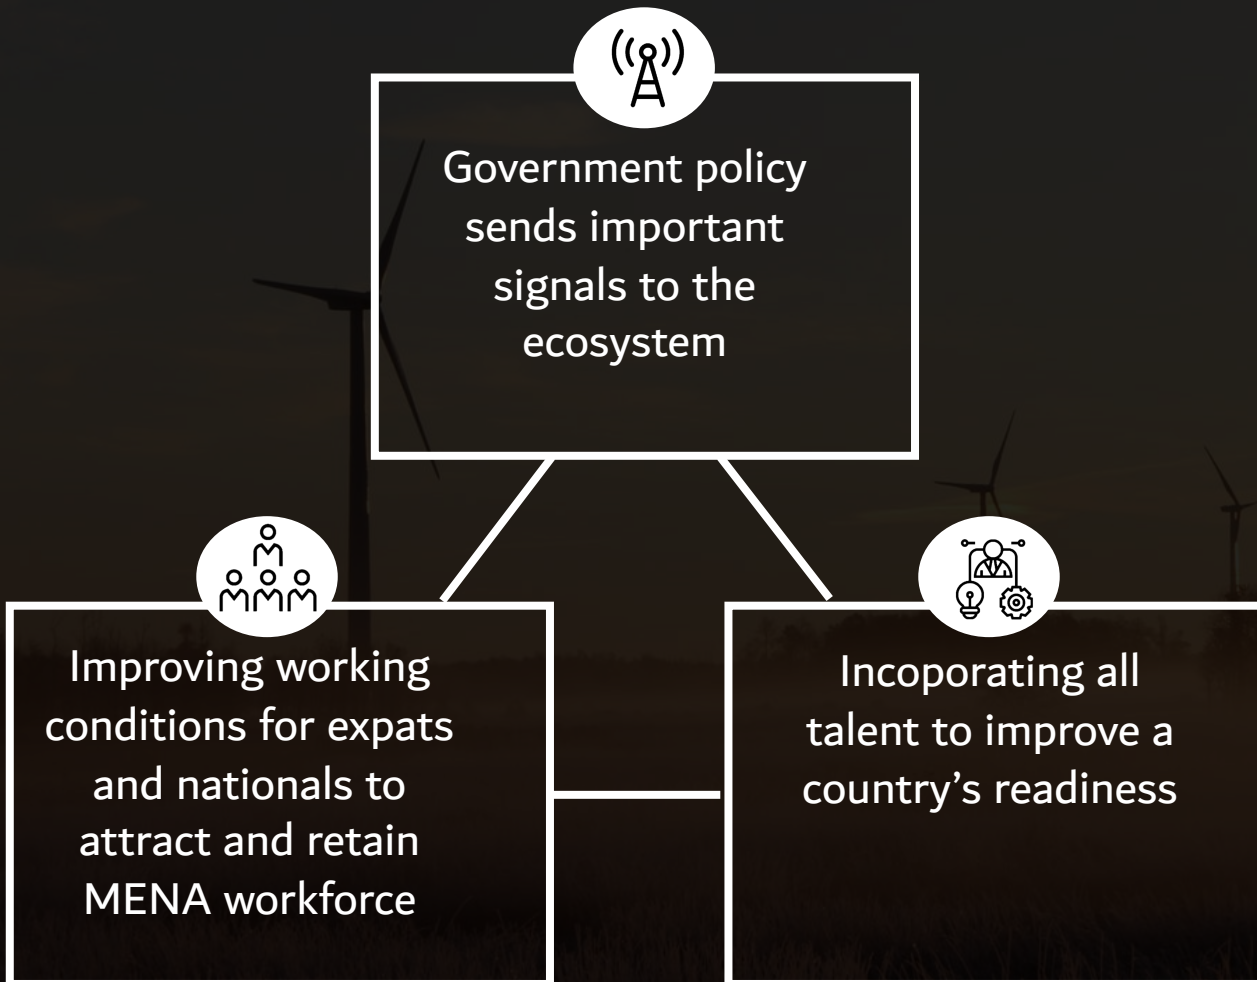 Government policy
sends important
signals to the
ecosystem
Improving working
conditions for expats
and nationals to
attract and retain
MENA workforce
Incoporating all
talent to improve a
country’s readiness